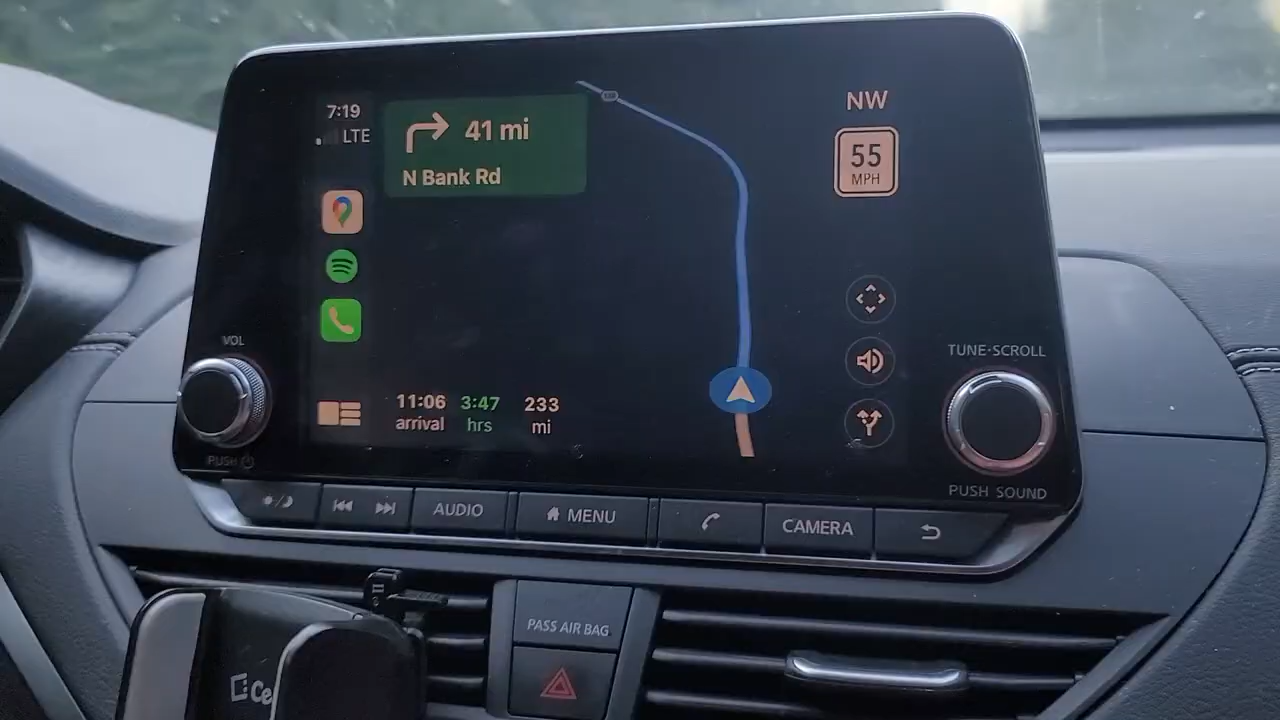 7:19
LTE
41 mi
N Bank Rd
NW
55
MPH
11:06 3:47 233
arrival hrs mi
VOL
PUSH
TUNE·SCROLL
PUSH SOUND
AUDIO
MENU
CAMERA
PASS AIR BAG